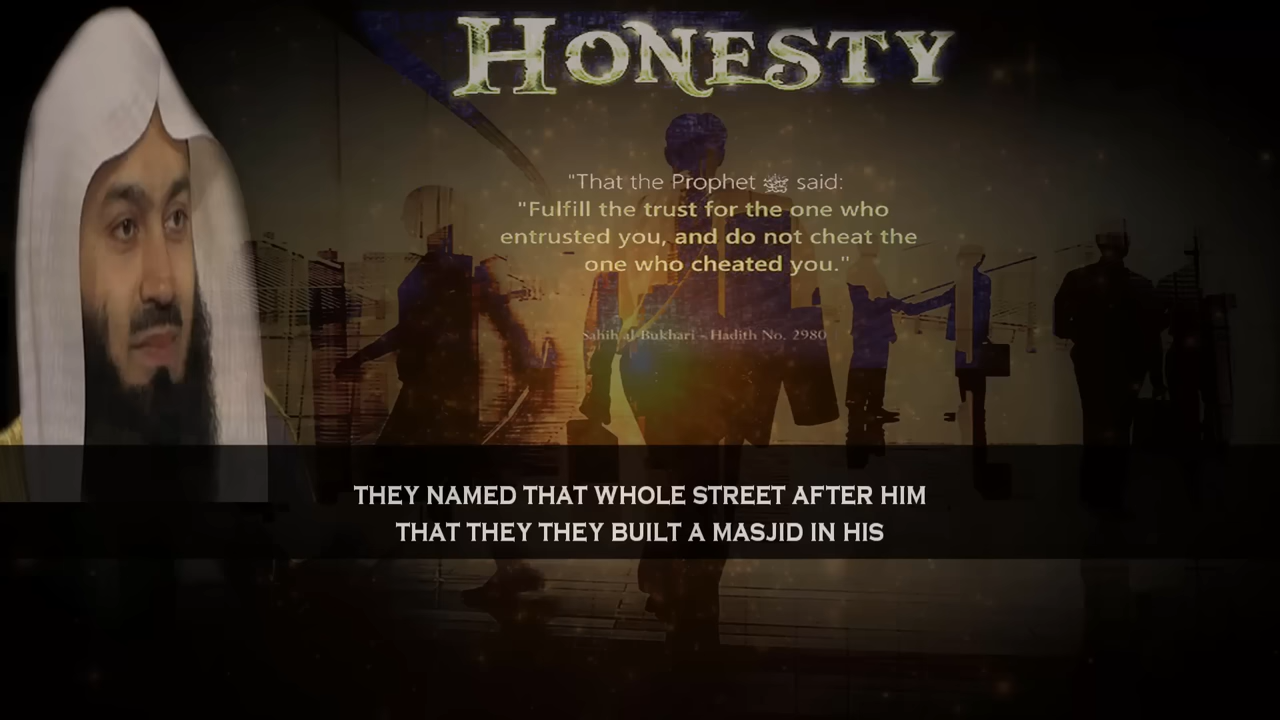 HONESTY
"That the Prophet ﷺ said:
"Fulfill the trust for the one who
entrusted you, and do not cheat the
one who cheated you."
Sahih al-Bukhari - Hadith No. 2980
THEY NAMED THAT WHOLE STREET AFTER HIM
THAT THEY THEY BUILT A MASJID IN HIS